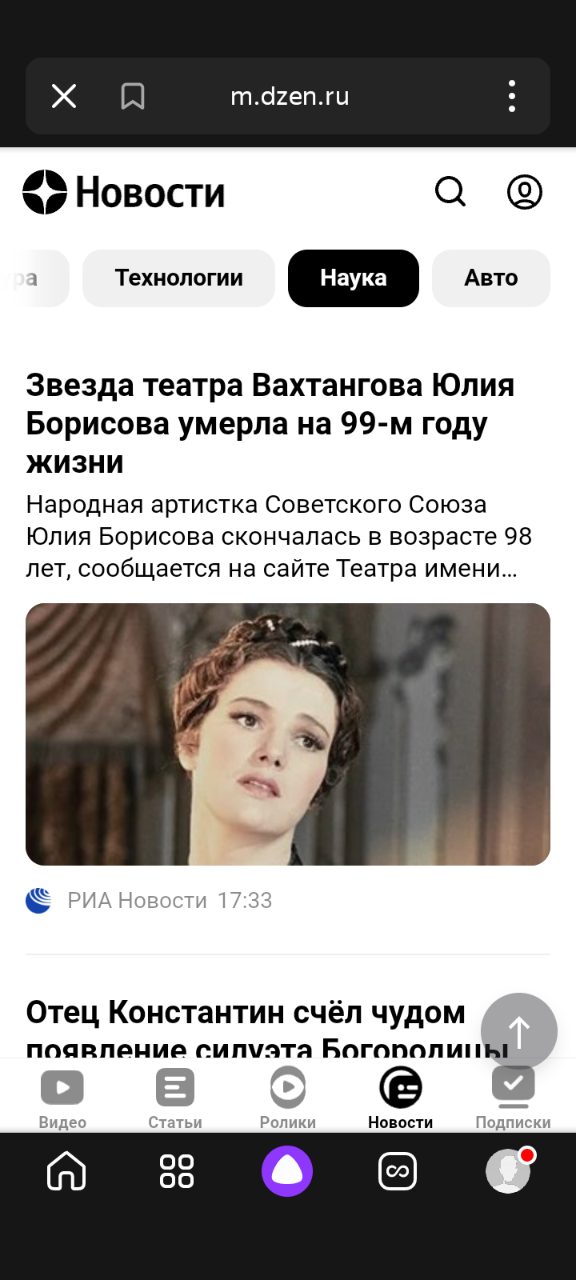 m.dzen.ru
Новости
ра
Технологии
Наука
Авто
Звезда театра Вахтангова Юлия
Борисова умерла на 99-м году
жизни
Народная артистка Советского Союза
Юлия Борисова скончалась в возрасте 98
лет, сообщается на сайте Театра имени...
РИА Новости 17:33
Отец Константин счёл чудом
появление силуэта Богородицы
Видео
Статьи
Ролики
Новости
Подписки